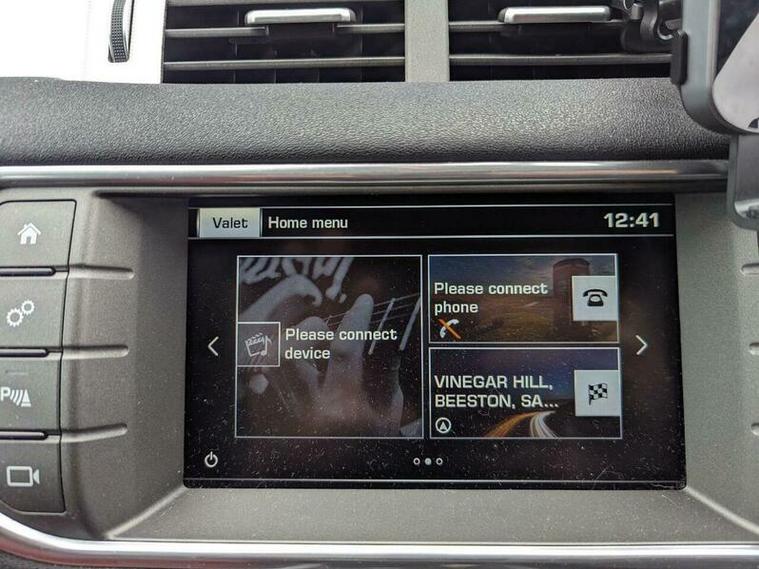 Valet
Home menu
12:41
Please connect
device
Please connect
phone
VINEGAR HILL,
BEESTON, SA...
P